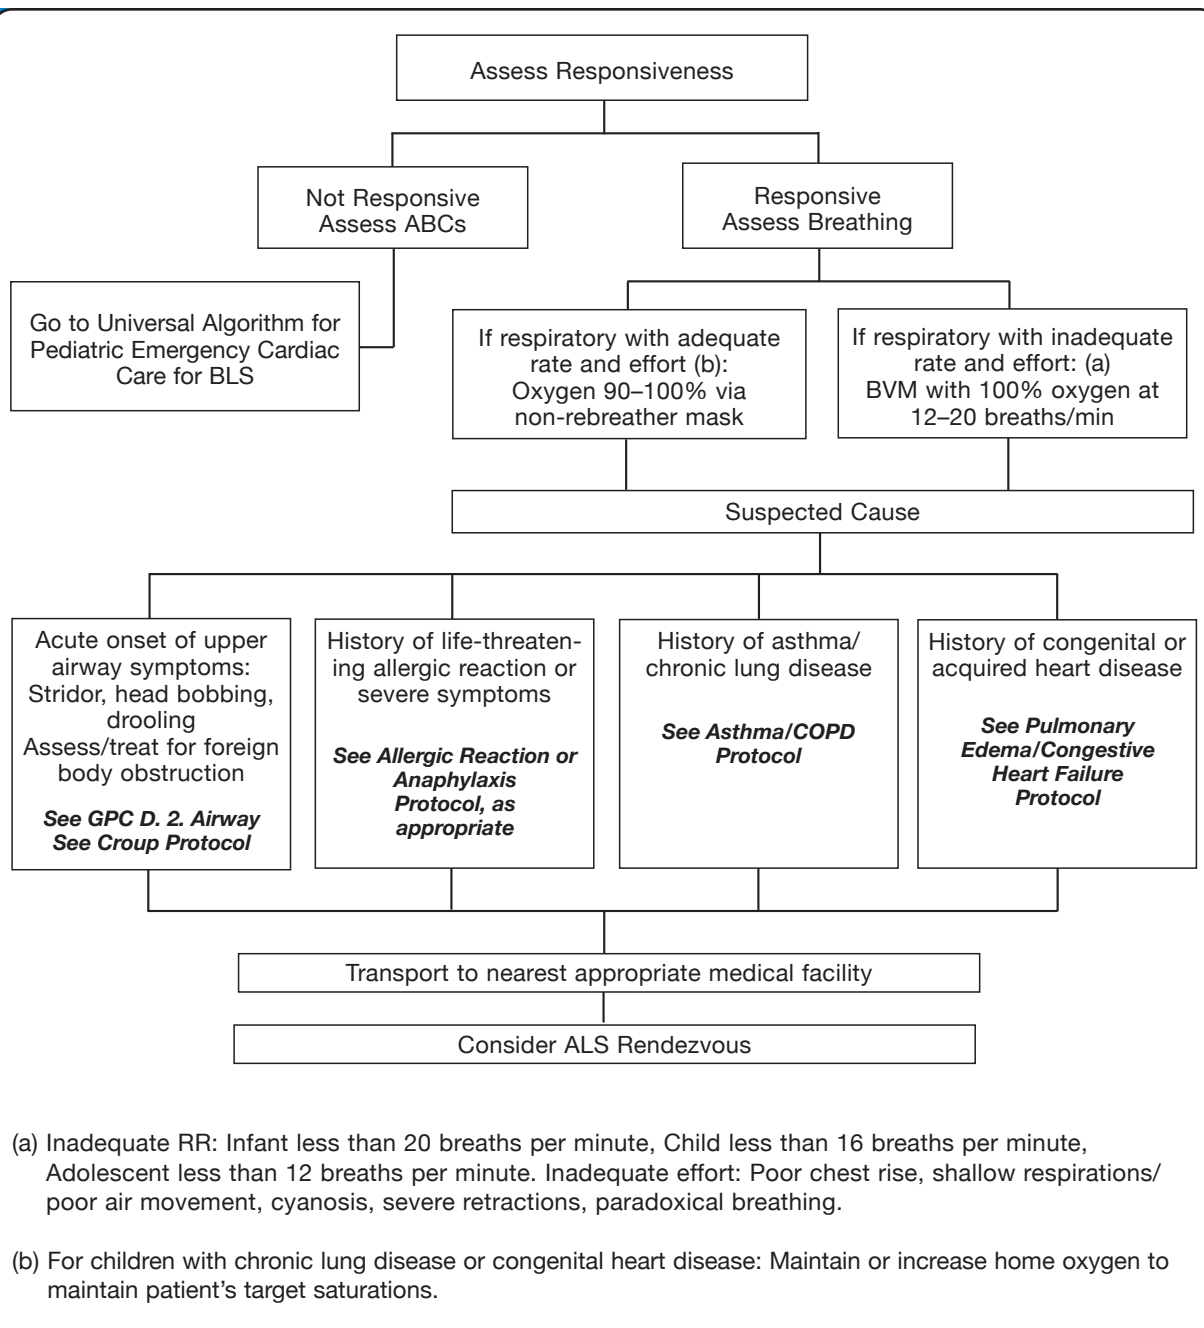 Assess Responsiveness
Not Responsive
Assess ABCs
Responsive
Assess Breathing
Go to Universal Algorithm for
Pediatric Emergency Cardiac
Care for BLS
If respiratory with adequate
rate and effort (b):
Oxygen 90–100% via
non-rebreather mask
If respiratory with inadequate
rate and effort: (a)
BVM with 100% oxygen at
12–20 breaths/min
Suspected Cause
Acute onset of upper
airway symptoms:
Stridor, head bobbing,
drooling
Assess/treat for foreign
body obstruction
See GPC D. 2. Airway
See Croup Protocol
History of life-threaten-
ing allergic reaction or
severe symptoms
See Allergic Reaction or
Anaphylaxis
Protocol, as
appropriate
History of asthma/
chronic lung disease
See Asthma/COPD
Protocol
History of congenital or
acquired heart disease
See Pulmonary
Edema/Congestive
Heart Failure
Protocol
Transport to nearest appropriate medical facility
Consider ALS Rendezvous
(a) Inadequate RR: Infant less than 20 breaths per minute, Child less than 16 breaths per minute,
Adolescent less than 12 breaths per minute. Inadequate effort: Poor chest rise, shallow respirations/
poor air movement, cyanosis, severe retractions, paradoxical breathing.
(b) For children with chronic lung disease or congenital heart disease: Maintain or increase home oxygen to
maintain patient's target saturations.